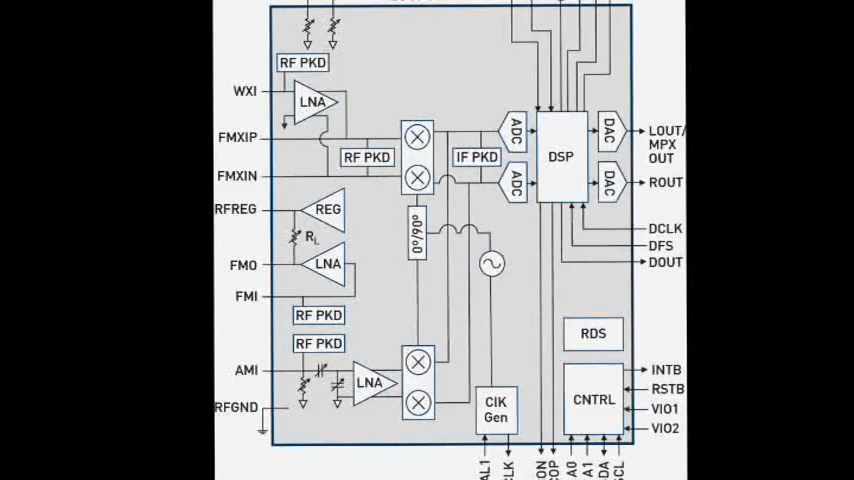 RF PKD
WXI
LNA
FMXIP
RF PKD
IF PKD
ADC
DSP
DAC
LOUT/
MPX
OUT
FMXIN
ADC
DAC
ROUT
RFREG
REG
RL
0°/90°
DCLK
DFS
FMO
LNA
DOUT
FMI
RF PKD
RF PKD
RDS
AMI
LNA
INTB
RSTB
CIK
Gen
CNTRL
VIO1
RFGND
VIO2
A0
A1